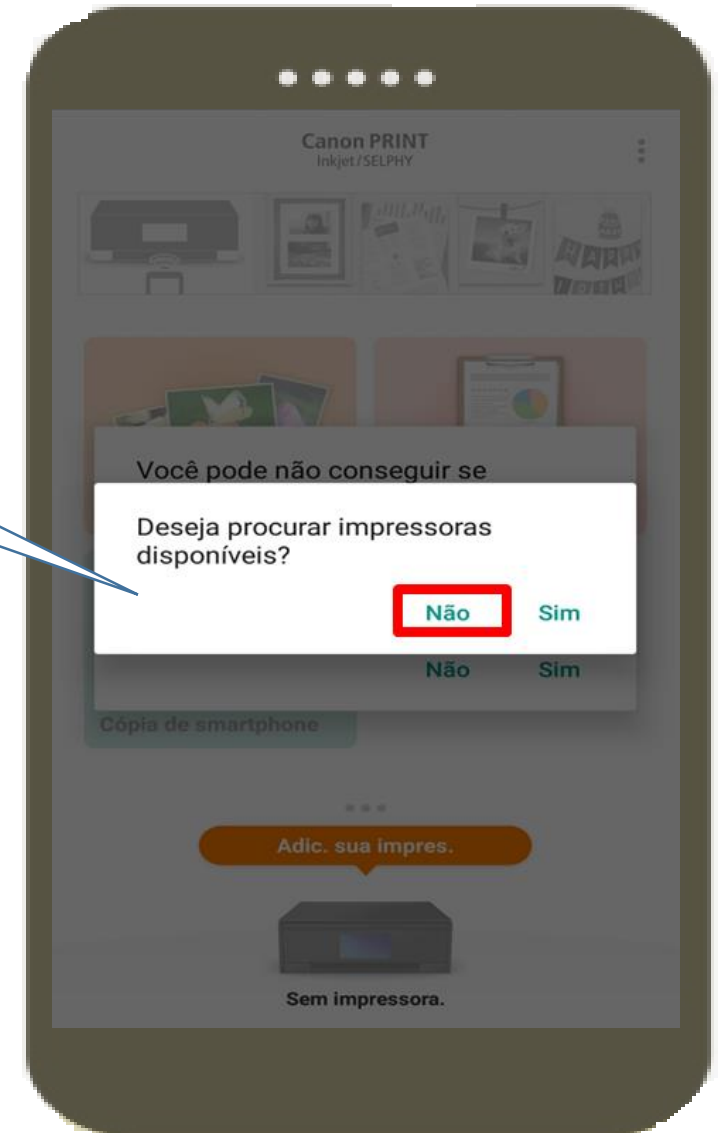 Canon PRINT
Inkjet/SELPHY
Você pode não conseguir se
Deseja procurar impressoras
disponíveis?
Não Sim
Não Sim
Cópia de smartphone
Adic. sua impres.
Sem impressora.